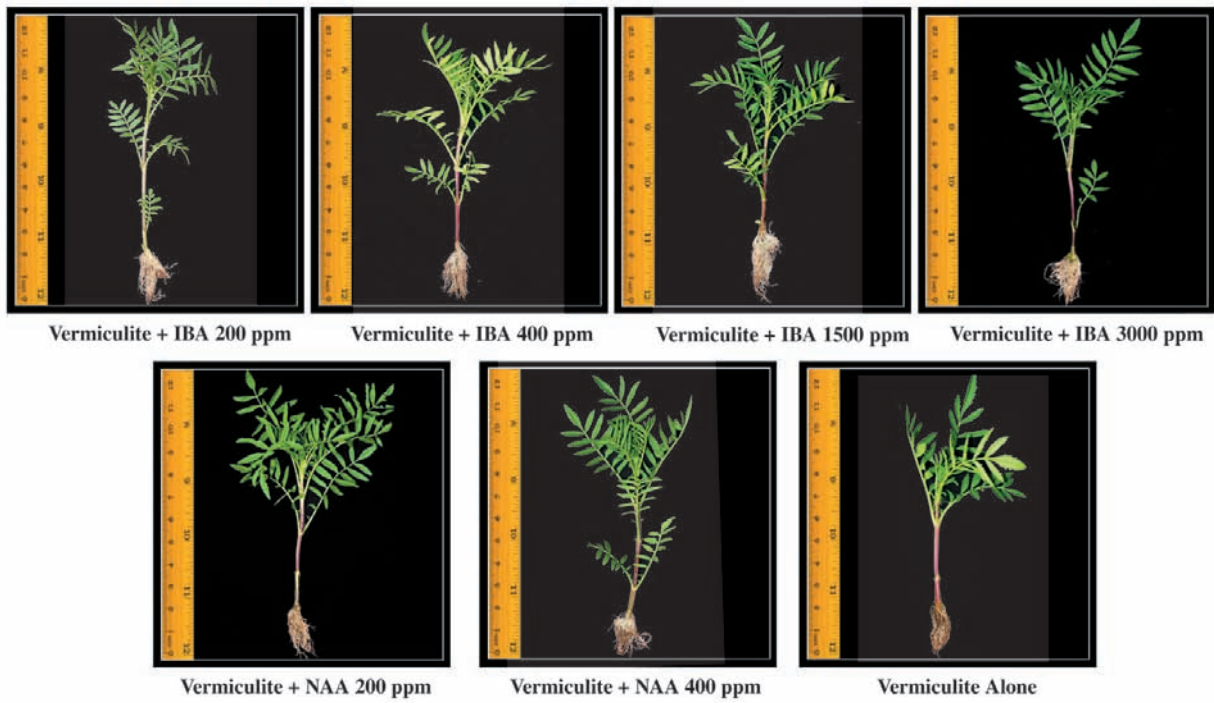 Vermiculite + IBA 200 ppm
Vermiculite + IBA 400 ppm
Vermiculite + IBA 1500 ppm
Vermiculite + IBA 3000 ppm
Vermiculite + NAA 200 ppm
Vermiculite + NAA 400 ppm
Vermiculite Alone